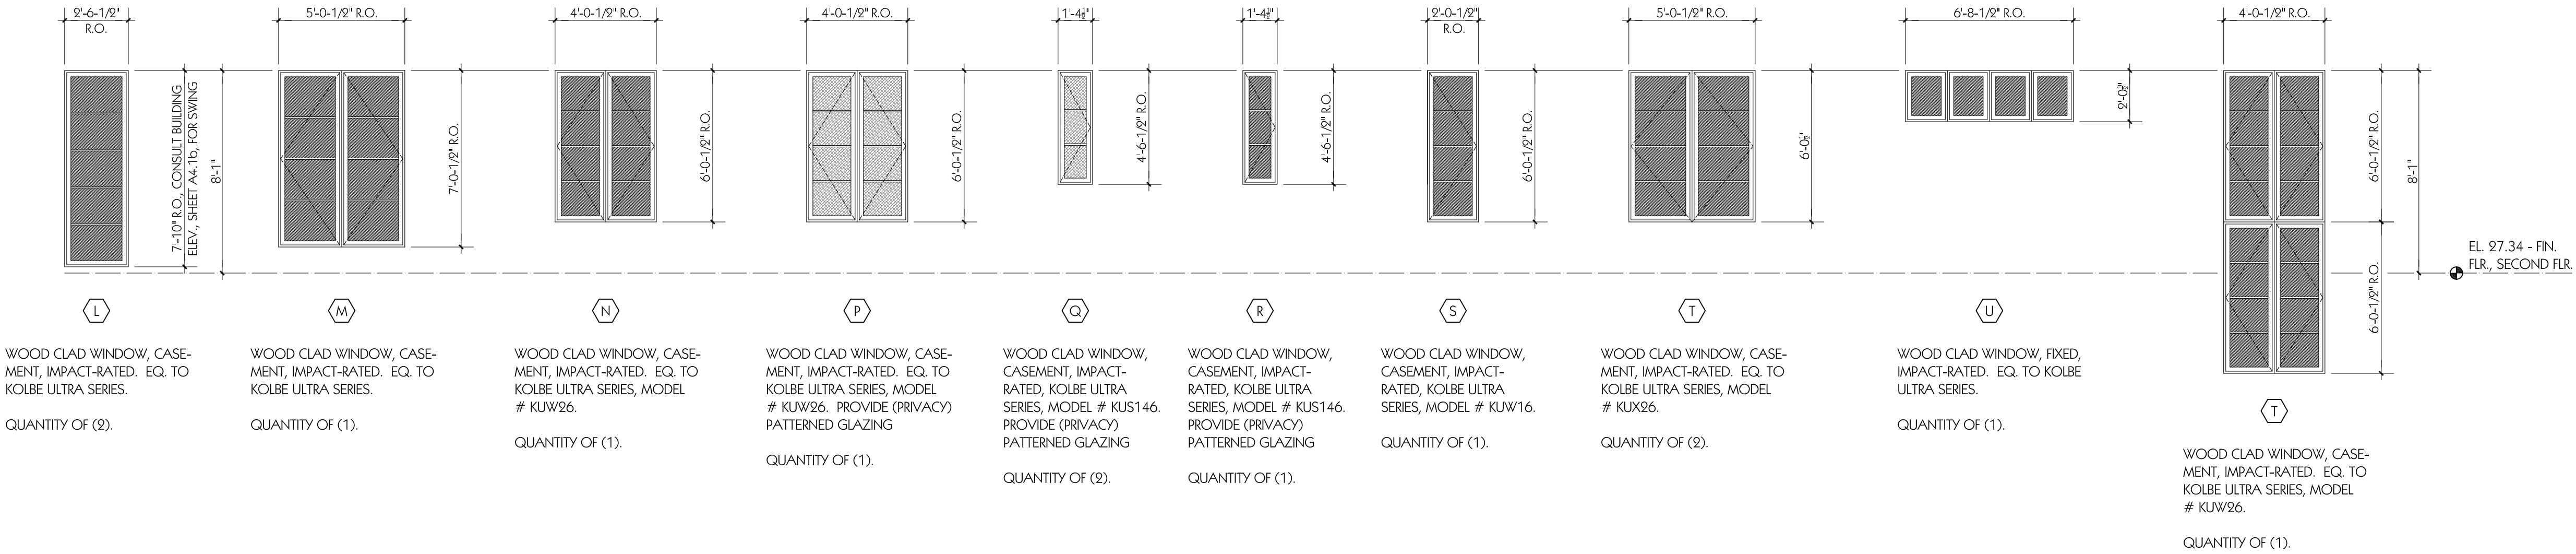 2'-6-1/2"
R.O.
5'-0-1/2" R.O.
4'-0-1/2" R.O.
4'-0-1/2" R.O.
1'-4½"
1'-4½"
2'-0-1/2"
R.O.
5'-0-1/2" R.O.
6'-8-1/2" R.O.
4'-0-1/2" R.O.
7'-10" R.O., CONSULT BUILDING
ELEV., SHEET A4.1b, FOR SWING
8'-1"
7'-0-1/2" R.O.
6'-0-1/2" R.O.
6'-0-1/2" R.O.
4'-6-1/2" R.O.
4'-6-1/2" R.O.
6'-0-1/2" R.O.
6'-0½"
2'-0½"
6'-0-1/2" R.O.
8'-1"
6'-0-1/2" R.O.
EL. 27.34 - FIN.
FLR., SECOND FLR.
L
WOOD CLAD WINDOW, CASE-
MENT, IMPACT-RATED. EQ. TO
KOLBE ULTRA SERIES.
QUANTITY OF (2).
M
WOOD CLAD WINDOW, CASE-
MENT, IMPACT-RATED. EQ. TO
KOLBE ULTRA SERIES.
QUANTITY OF (1).
N
WOOD CLAD WINDOW, CASE-
MENT, IMPACT-RATED. EQ. TO
KOLBE ULTRA SERIES, MODEL
# KUW26.
QUANTITY OF (1).
P
WOOD CLAD WINDOW, CASE-
MENT, IMPACT-RATED. EQ. TO
KOLBE ULTRA SERIES, MODEL
# KUW26. PROVIDE (PRIVACY)
PATTERNED GLAZING
QUANTITY OF (1).
Q
WOOD CLAD WINDOW,
CASEMENT, IMPACT-
RATED, KOLBE ULTRA
SERIES, MODEL # KUS146.
PROVIDE (PRIVACY)
PATTERNED GLAZING
QUANTITY OF (2).
R
WOOD CLAD WINDOW,
CASEMENT, IMPACT-
RATED, KOLBE ULTRA
SERIES, MODEL # KUS146.
PROVIDE (PRIVACY)
PATTERNED GLAZING
QUANTITY OF (1).
S
WOOD CLAD WINDOW,
CASEMENT, IMPACT-
RATED, KOLBE ULTRA
SERIES, MODEL # KUW16.
QUANTITY OF (1).
T
WOOD CLAD WINDOW, CASE-
MENT, IMPACT-RATED. EQ. TO
KOLBE ULTRA SERIES, MODEL
# KUX26.
QUANTITY OF (2).
U
WOOD CLAD WINDOW, FIXED,
IMPACT-RATED. EQ. TO KOLBE
ULTRA SERIES.
QUANTITY OF (1).
T
WOOD CLAD WINDOW, CASE-
MENT, IMPACT-RATED. EQ. TO
KOLBE ULTRA SERIES, MODEL
# KUW26.
QUANTITY OF (1).